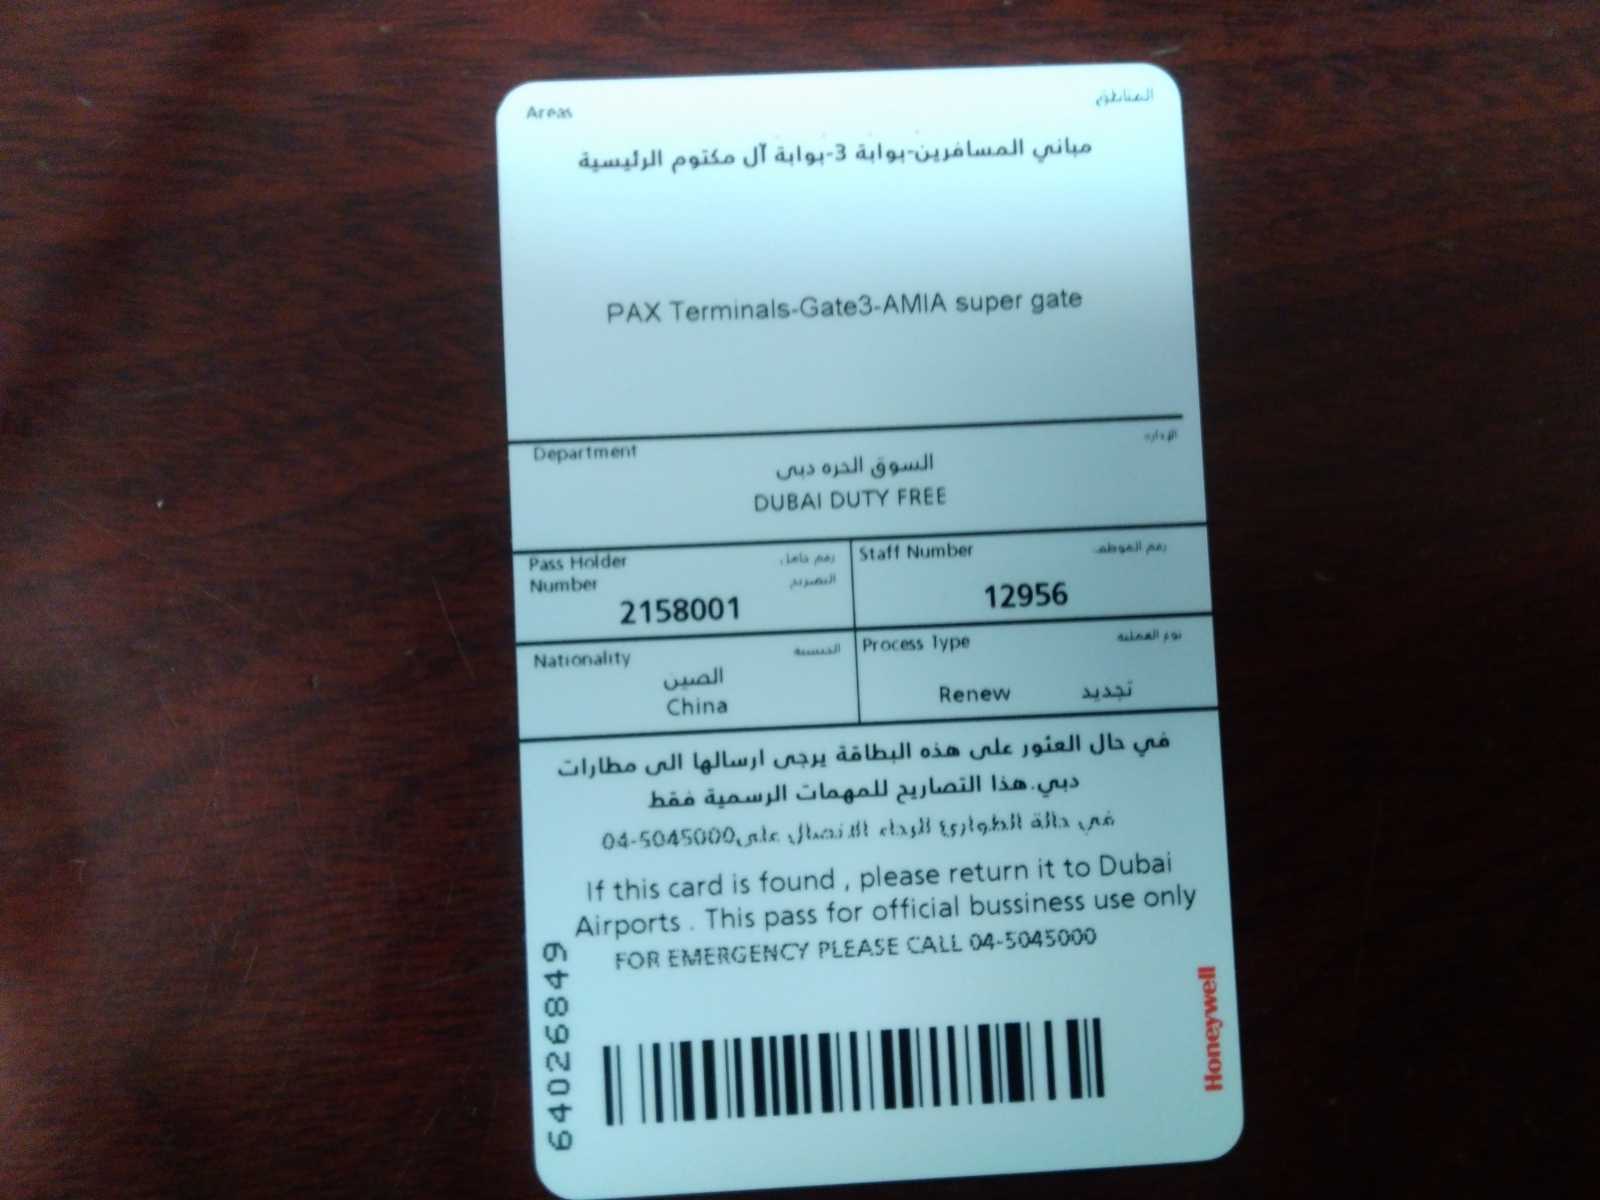 Areas المناطق
مباني المسافرين-بوابة 3-بوابة آل مكتوم الرئيسية
PAX Terminals-Gate3-AMIA super gate
Department الإدارة
السوق الحره دبي
DUBAI DUTY FREE
Pass Holder رقم حامل
Number التصريح
2158001
Staff Number رقم الموظف
12956
Nationality الجنسية
الصين
China
Process Type نوع العملية
Renew تجديد
في حال العثور على هذه البطاقة يرجى ارسالها الى مطارات
دبي.هذا التصاريح للمهمات الرسمية فقط
في حالة الطوارئ الرجاء الاتصال على04-5045000
If this card is found , please return it to Dubai
Airports . This pass for official bussiness use only
FOR EMERGENCY PLEASE CALL 04-5045000
64026849
Honeywell